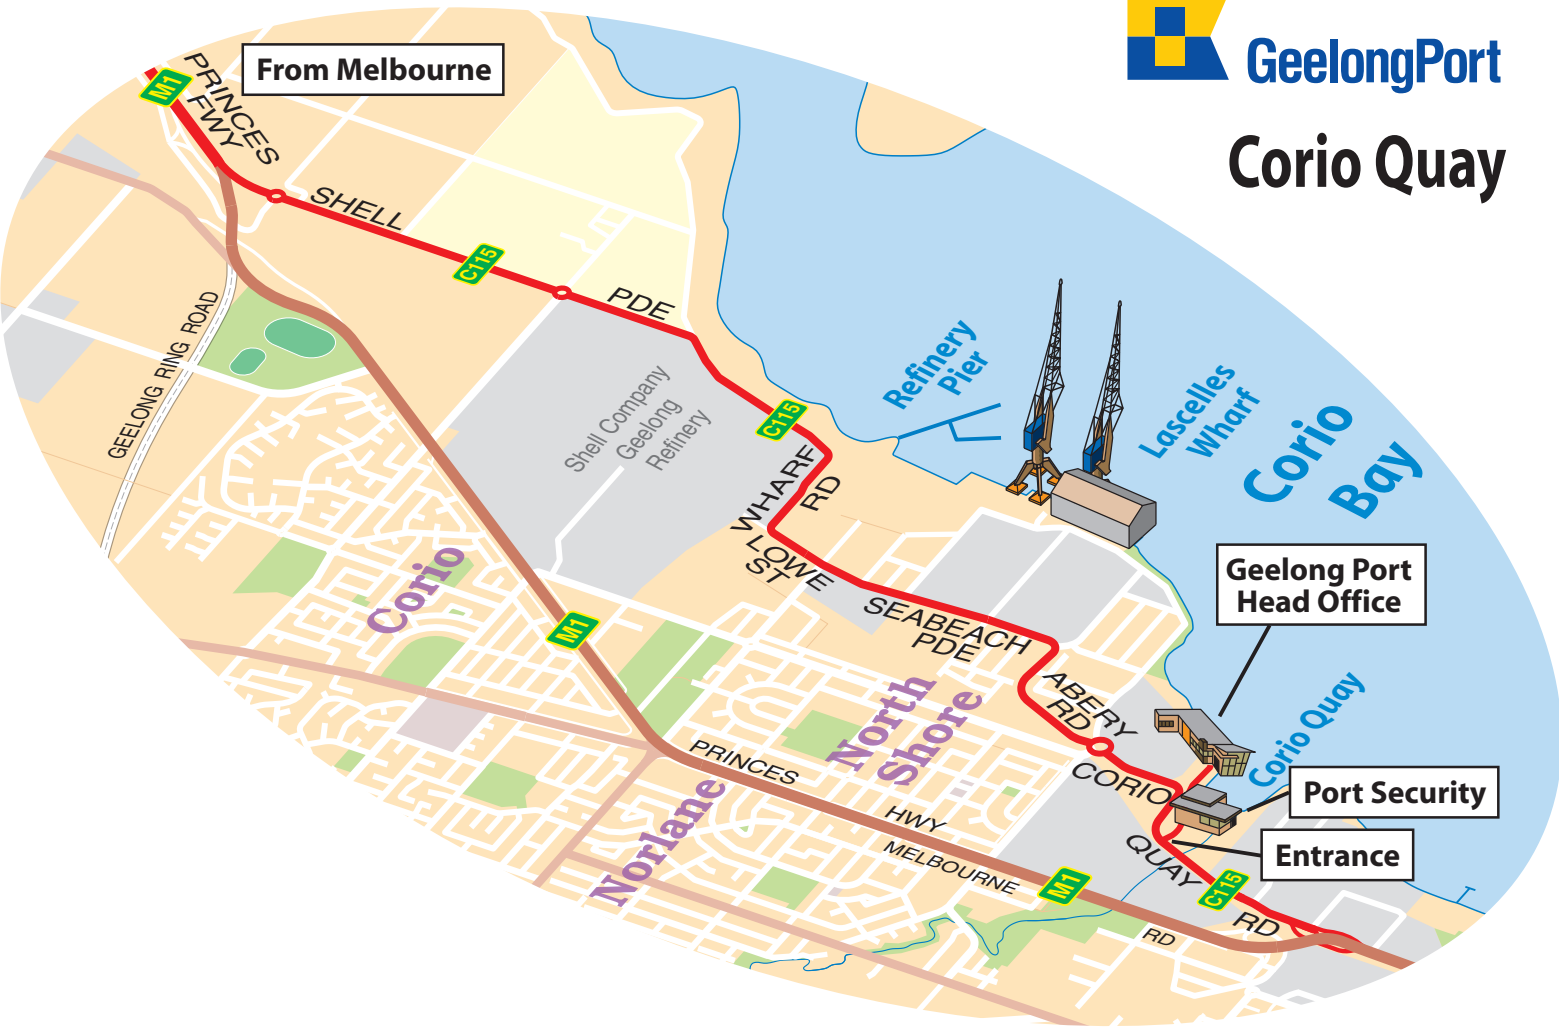 GeelongPort
Corio Quay
From Melbourne
M1
PRINCES
FWY
SHELL
C115
PDE
GEELONG RING ROAD
Shell Company
Geelong
Refinery
C115
Refinery
Pier
Lascelles
Wharf
Corio
Bay
WHARF
RD
LOWE
ST
SEABEACH
PDE
Geelong Port
Head Office
Corio
M1
ABERY
RD
North
Shore
Corio Quay
CORIO
Port Security
QUAY
Entrance
PRINCES
HWY
Norlane
MELBOURNE
M1
C115
RD
RD